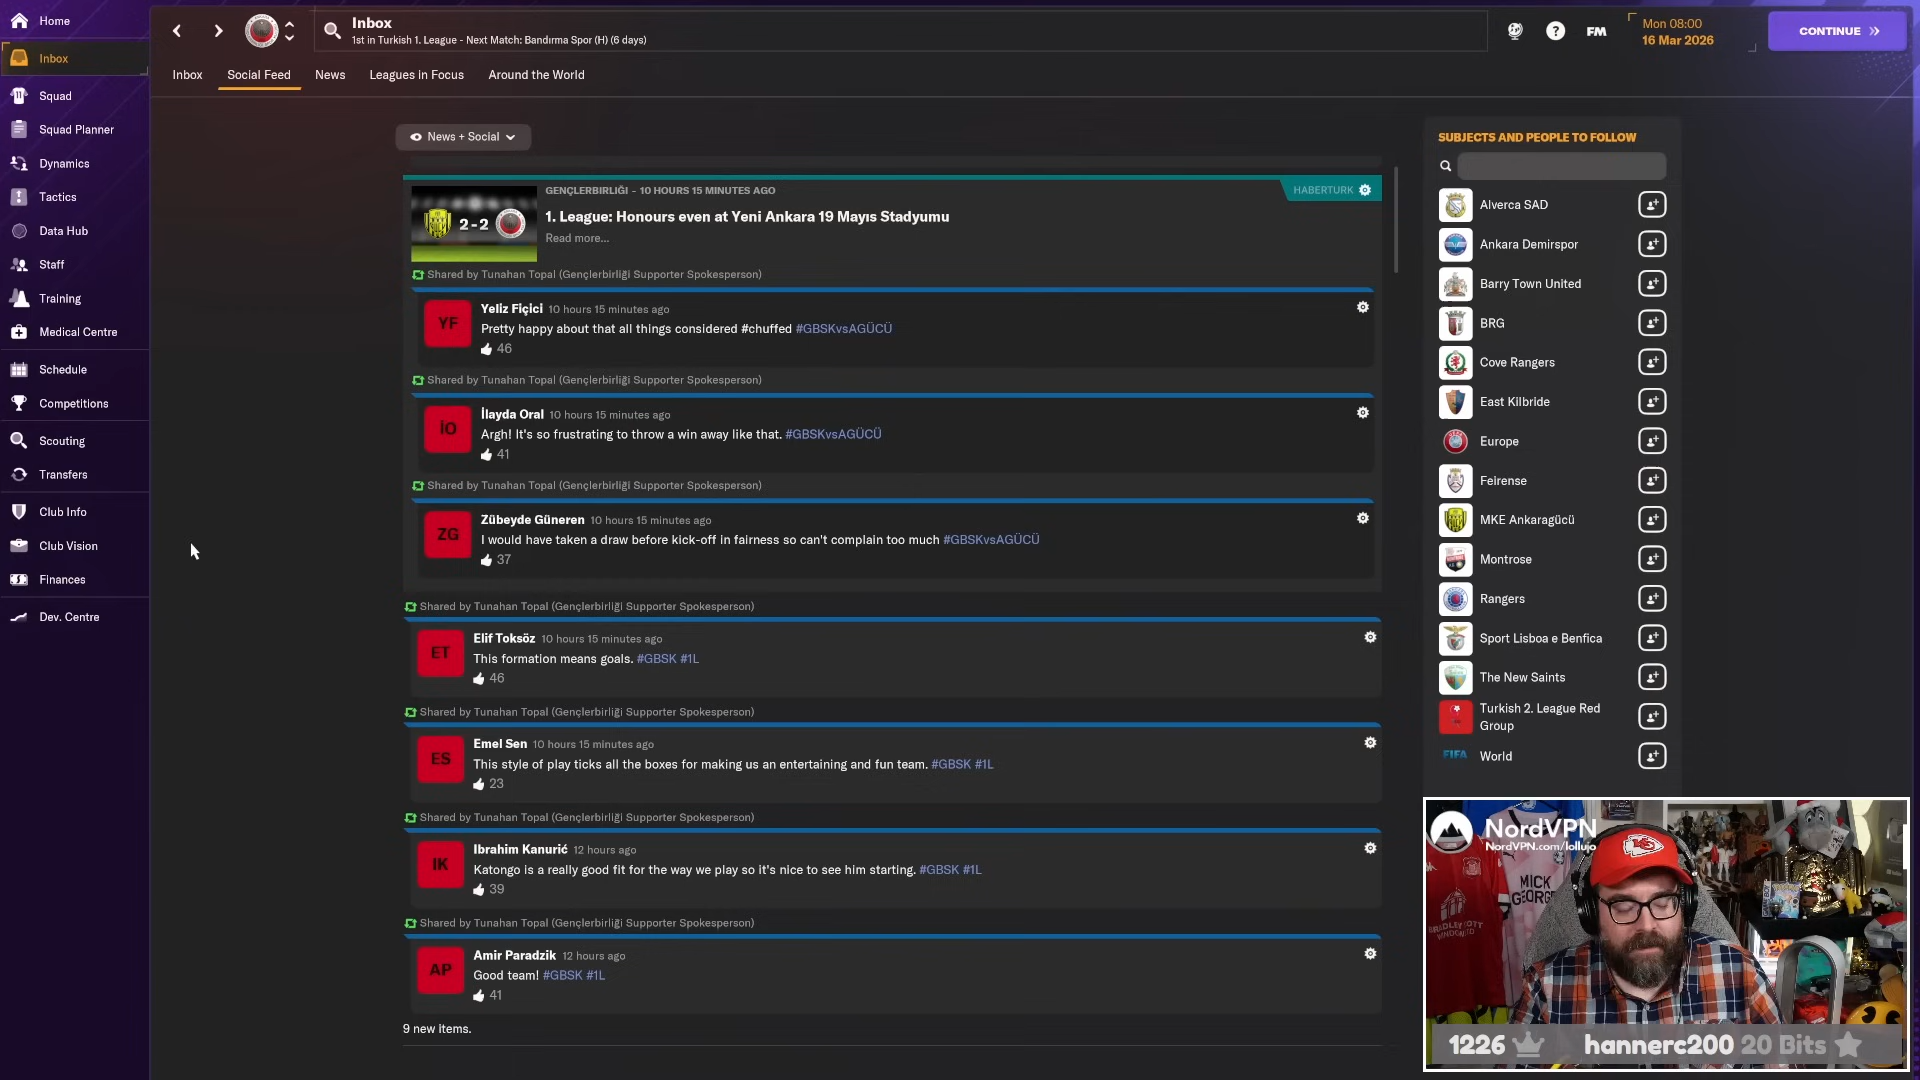 Home
Inbox
Squad
Squad Planner
Dynamics
Tactics
Data Hub
Staff
Training
Medical Centre
Schedule
Competitions
Scouting
Transfers
Club Info
Club Vision
Finances
Dev. Centre
Inbox
1st in Turkish 1. League - Next Match: Bandırma Spor (H) (6 days)
FM
Mon 08:00
16 Mar 2026
CONTINUE
Inbox
Social Feed
News
Leagues in Focus
Around the World
News + Social
GENÇLERBIRLIĞI - 10 HOURS 15 MINUTES AGO
HABERTURK
2 - 2
1. League: Honours even at Yeni Ankara 19 Mayıs Stadyumu
Read more...
Shared by Tunahan Topal (Gençlerbirliği Supporter Spokesperson)
YF
Yeliz Fiçici 10 hours 15 minutes ago
Pretty happy about that all things considered #chuffed #GBSKvsAGÜCÜ
46
Shared by Tunahan Topal (Gençlerbirliği Supporter Spokesperson)
İO
İlayda Oral 10 hours 15 minutes ago
Argh! It's so frustrating to throw a win away like that. #GBSKvsAGÜCÜ
41
Shared by Tunahan Topal (Gençlerbirliği Supporter Spokesperson)
ZG
Zübeyde Güneren 10 hours 15 minutes ago
I would have taken a draw before kick-off in fairness so can't complain too much #GBSKvsAGÜCÜ
37
Shared by Tunahan Topal (Gençlerbirliği Supporter Spokesperson)
ET
Elif Toksöz 10 hours 15 minutes ago
This formation means goals. #GBSK #1L
46
Shared by Tunahan Topal (Gençlerbirliği Supporter Spokesperson)
ES
Emel Sen 10 hours 15 minutes ago
This style of play ticks all the boxes for making us an entertaining and fun team. #GBSK #1L
23
Shared by Tunahan Topal (Gençlerbirliği Supporter Spokesperson)
IK
Ibrahim Kanurić 12 hours ago
Katongo is a really good fit for the way we play so it's nice to see him starting. #GBSK #1L
39
Shared by Tunahan Topal (Gençlerbirliği Supporter Spokesperson)
AP
Amir Paradzik 12 hours ago
Good team! #GBSK #1L
41
9 new items.
SUBJECTS AND PEOPLE TO FOLLOW
Alverca SAD
Ankara Demirspor
Barry Town United
BRG
Cove Rangers
East Kilbride
Europe
Feirense
MKE Ankaragücü
Montrose
Rangers
Sport Lisboa e Benfica
The New Saints
Turkish 2. League Red
Group
FIFA
World
NordVPN
NordVPN.com/lollujo
MICK
GEORGE
1226
hannerc200 20 Bits